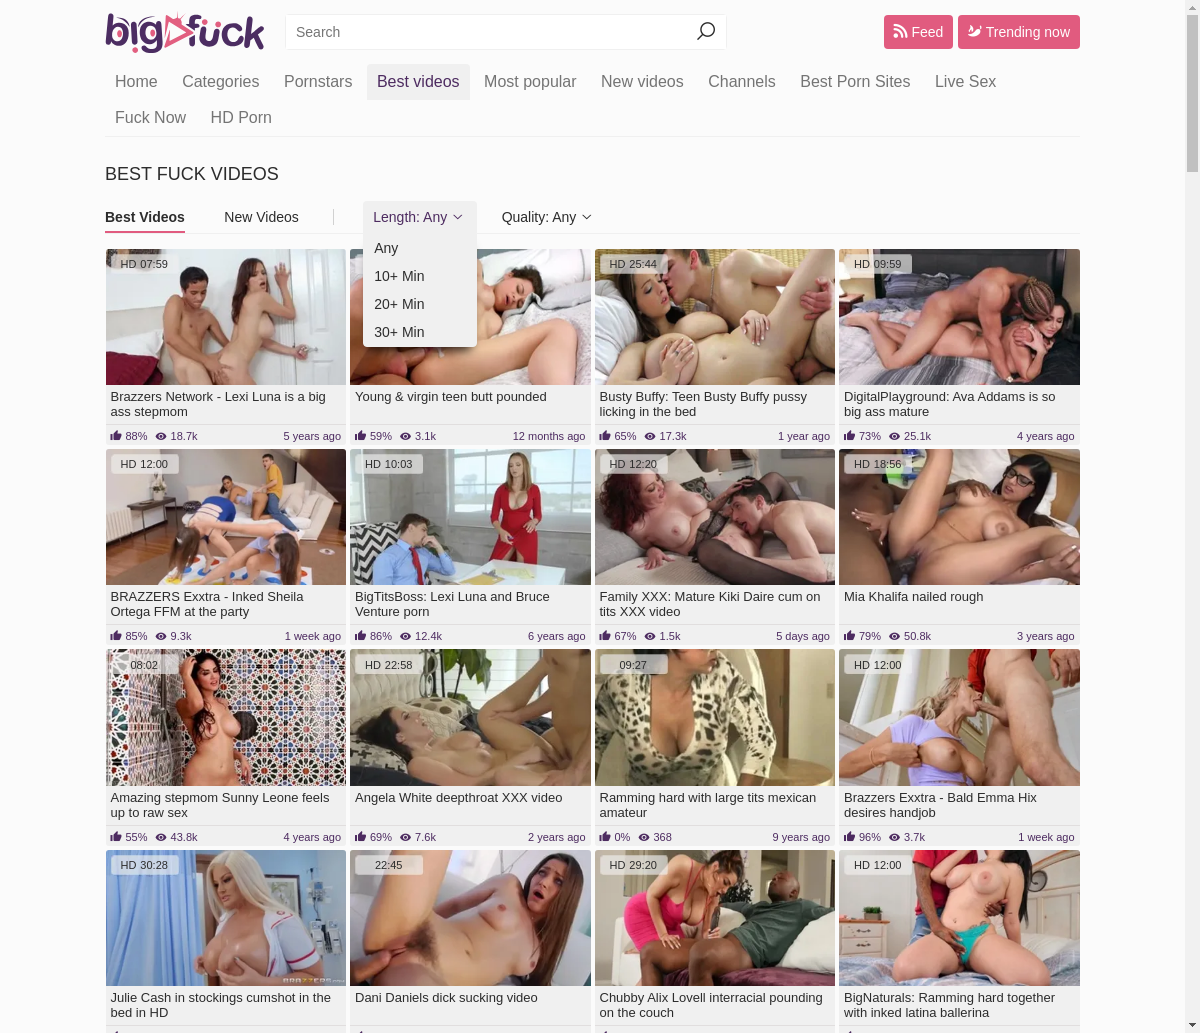 bigfuck
Search
Feed
Trending now
Home Categories Pornstars Best videos Most popular New videos Channels Best Porn Sites Live Sex
Fuck Now HD Porn
BEST FUCK VIDEOS
Best Videos New Videos Length: Any Quality: Any
Any
10+ Min
20+ Min
30+ Min
HD 07:59
HD 25:44
HD 09:59
Brazzers Network - Lexi Luna is a big
ass stepmom
88% 18.7k 5 years ago
Young & virgin teen butt pounded
59% 3.1k 12 months ago
Busty Buffy: Teen Busty Buffy pussy
licking in the bed
65% 17.3k 1 year ago
DigitalPlayground: Ava Addams is so
big ass mature
73% 25.1k 4 years ago
HD 12:00
HD 10:03
HD 12:20
HD 18:56
BRAZZERS Exxtra - Inked Sheila
Ortega FFM at the party
85% 9.3k 1 week ago
BigTitsBoss: Lexi Luna and Bruce
Venture porn
86% 12.4k 6 years ago
Family XXX: Mature Kiki Daire cum on
tits XXX video
67% 1.5k 5 days ago
Mia Khalifa nailed rough
79% 50.8k 3 years ago
08:02
HD 22:58
09:27
HD 12:00
Amazing stepmom Sunny Leone feels
up to raw sex
55% 43.8k 4 years ago
Angela White deepthroat XXX video
69% 7.6k 2 years ago
Ramming hard with large tits mexican
amateur
0% 368 9 years ago
Brazzers Exxtra - Bald Emma Hix
desires handjob
96% 3.7k 1 week ago
HD 30:28
22:45
HD 29:20
HD 12:00
BRAZZERS
Julie Cash in stockings cumshot in the
bed in HD
Dani Daniels dick sucking video
Chubby Alix Lovell interracial pounding
on the couch
BigNaturals: Ramming hard together
with inked latina ballerina